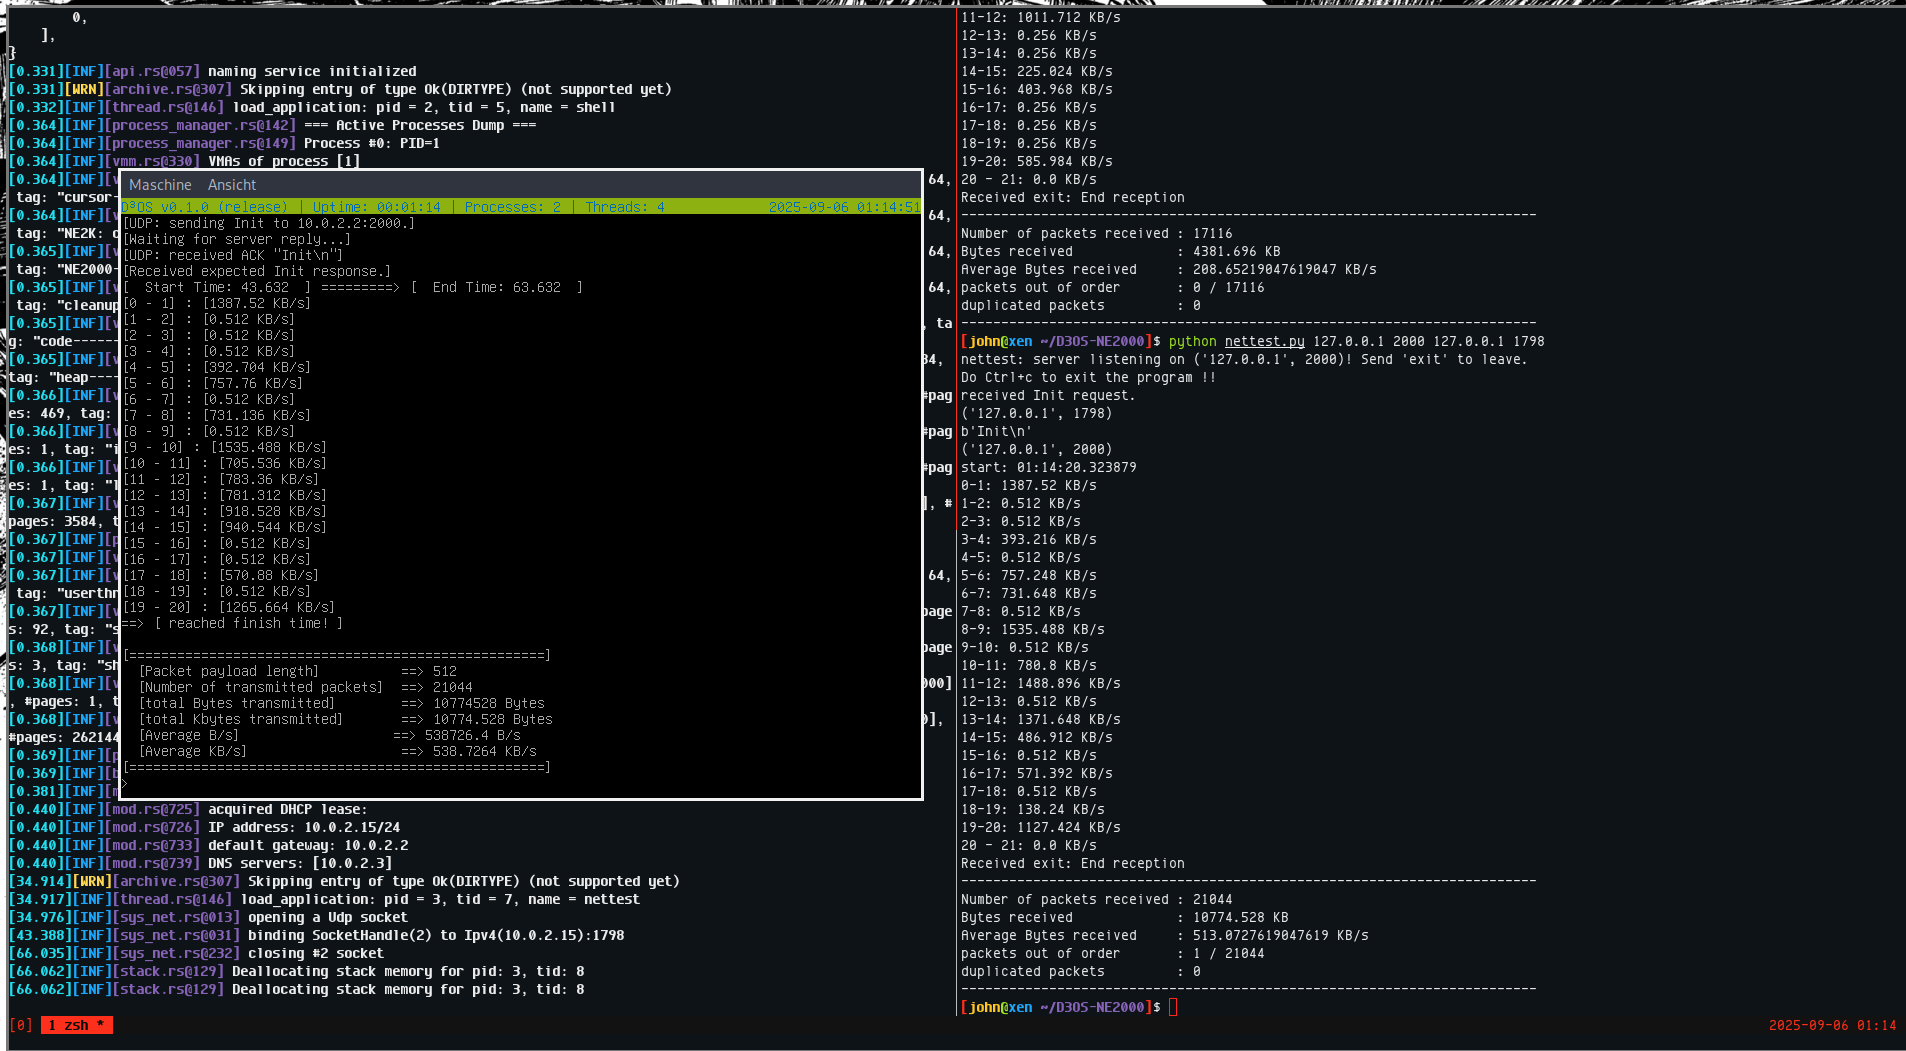 0,
],
}
[0.331][INF][api.rs@057] naming service initialized
[0.331][WRN][archive.rs@307] Skipping entry of type Ok(DIRTYPE) (not supported yet)
[0.332][INF][thread.rs@146] load_application: pid = 2, tid = 5, name = shell
[0.364][INF][process_manager.rs@142] === Active Processes Dump ===
[0.364][INF][process_manager.rs@149] Process #0: PID=1
[0.364][INF][vmm.rs@330] VMAs of process [1]
[0.364][INF][v 64,
tag: "cursor-
[0.364][INF][v 64,
tag: "NE2K: c
[0.365][INF][v 64,
tag: "NE2000-
[0.365][INF][v 64,
tag: "cleanup
[0.365][INF][v , ta
g: "code------
[0.365][INF][v 34,
tag: "heap----
[0.366][INF][v #pag
es: 469, tag:
[0.366][INF][v #pag
es: 1, tag: "i
[0.366][INF][v #pag
es: 1, tag: "l
[0.367][INF][v ], #
pages: 3584, t
[0.367][INF][p
[0.367][INF][v
[0.367][INF][v 64,
tag: "userthr
[0.367][INF][v page
s: 92, tag: "s
[0.368][INF][v page
s: 3, tag: "sh
[0.368][INF][v 000]
, #pages: 1, t
[0.368][INF][v )],
#pages: 262144
[0.369][INF][p
[0.369][INF][b
[0.381][INF][m
[0.440][INF][mod.rs@725] acquired DHCP lease:
[0.440][INF][mod.rs@726] IP address: 10.0.2.15/24
[0.440][INF][mod.rs@733] default gateway: 10.0.2.2
[0.440][INF][mod.rs@739] DNS servers: [10.0.2.3]
[34.914][WRN][archive.rs@307] Skipping entry of type Ok(DIRTYPE) (not supported yet)
[34.917][INF][thread.rs@146] load_application: pid = 3, tid = 7, name = nettest
[34.976][INF][sys_net.rs@013] opening a Udp socket
[43.388][INF][sys_net.rs@031] binding SocketHandle(2) to Ipv4(10.0.2.15):1798
[66.035][INF][sys_net.rs@232] closing #2 socket
[66.062][INF][stack.rs@129] Deallocating stack memory for pid: 3, tid: 8
[66.062][INF][stack.rs@129] Deallocating stack memory for pid: 3, tid: 8
Maschine Ansicht
D³OS v0.1.0 (release) | Uptime: 00:01:14 | Processes: 2 | Threads: 4 2025-09-06 01:14:51
[UDP: sending Init to 10.0.2.2:2000.]
[Waiting for server reply...]
[UDP: received ACK "Init\n"]
[Received expected Init response.]
[ Start Time: 43.632 ] =========> [ End Time: 63.632 ]
[0 - 1] : [1387.52 KB/s]
[1 - 2] : [0.512 KB/s]
[2 - 3] : [0.512 KB/s]
[3 - 4] : [0.512 KB/s]
[4 - 5] : [392.704 KB/s]
[5 - 6] : [757.76 KB/s]
[6 - 7] : [0.512 KB/s]
[7 - 8] : [731.136 KB/s]
[8 - 9] : [0.512 KB/s]
[9 - 10] : [1535.488 KB/s]
[10 - 11] : [705.536 KB/s]
[11 - 12] : [783.36 KB/s]
[12 - 13] : [781.312 KB/s]
[13 - 14] : [918.528 KB/s]
[14 - 15] : [940.544 KB/s]
[15 - 16] : [0.512 KB/s]
[16 - 17] : [0.512 KB/s]
[17 - 18] : [570.88 KB/s]
[18 - 19] : [0.512 KB/s]
[19 - 20] : [1265.664 KB/s]
==> [ reached finish time! ]
[====================================================]
[Packet payload length] ==> 512
[Number of transmitted packets] ==> 21044
[total Bytes transmitted] ==> 10774528 Bytes
[total Kbytes transmitted] ==> 10774.528 Bytes
[Average B/s] ==> 538726.4 B/s
[Average KB/s] ==> 538.7264 KB/s
[====================================================]
>
11-12: 1011.712 KB/s
12-13: 0.256 KB/s
13-14: 0.256 KB/s
14-15: 225.024 KB/s
15-16: 403.968 KB/s
16-17: 0.256 KB/s
17-18: 0.256 KB/s
18-19: 0.256 KB/s
19-20: 585.984 KB/s
20 - 21: 0.0 KB/s
Received exit: End reception
------------------------------------------------------------------------
Number of packets received : 17116
Bytes received : 4381.696 KB
Average Bytes received : 208.65219047619047 KB/s
packets out of order : 0 / 17116
duplicated packets : 0
------------------------------------------------------------------------
[john@xen ~/D3OS-NE2000]$ python nettest.py 127.0.0.1 2000 127.0.0.1 1798
nettest: server listening on ('127.0.0.1', 2000)! Send 'exit' to leave.
Do Ctrl+c to exit the program !!
received Init request.
('127.0.0.1', 1798)
b'Init\n'
('127.0.0.1', 2000)
start: 01:14:20.323879
0-1: 1387.52 KB/s
1-2: 0.512 KB/s
2-3: 0.512 KB/s
3-4: 393.216 KB/s
4-5: 0.512 KB/s
5-6: 757.248 KB/s
6-7: 731.648 KB/s
7-8: 0.512 KB/s
8-9: 1535.488 KB/s
9-10: 0.512 KB/s
10-11: 780.8 KB/s
11-12: 1488.896 KB/s
12-13: 0.512 KB/s
13-14: 1371.648 KB/s
14-15: 486.912 KB/s
15-16: 0.512 KB/s
16-17: 571.392 KB/s
17-18: 0.512 KB/s
18-19: 138.24 KB/s
19-20: 1127.424 KB/s
20 - 21: 0.0 KB/s
Received exit: End reception
------------------------------------------------------------------------
Number of packets received : 21044
Bytes received : 10774.528 KB
Average Bytes received : 513.0727619047619 KB/s
packets out of order : 1 / 21044
duplicated packets : 0
------------------------------------------------------------------------
[john@xen ~/D3OS-NE2000]$
[0] 1 zsh * 2025-09-06 01:14